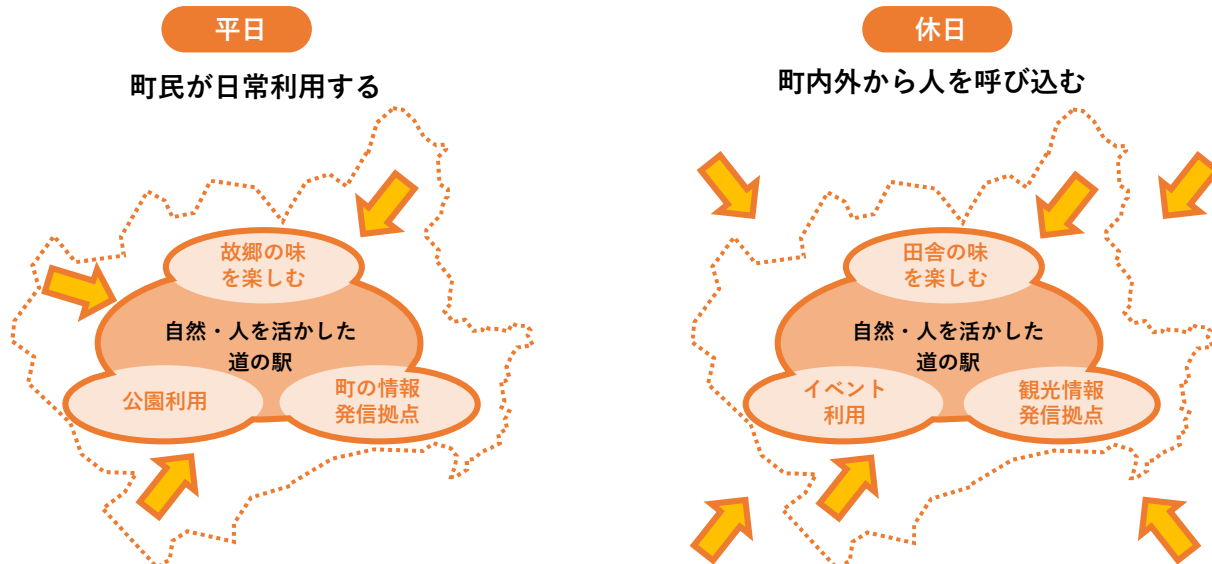 平日
町民が日常利用する
故郷の味
を楽しむ
自然・人を活かした
道の駅
公園利用
町の情報
発信拠点
休日
町内外から人を呼び込む
田舎の味
を楽しむ
自然・人を活かした
道の駅
イベント
利用
観光情報
発信拠点